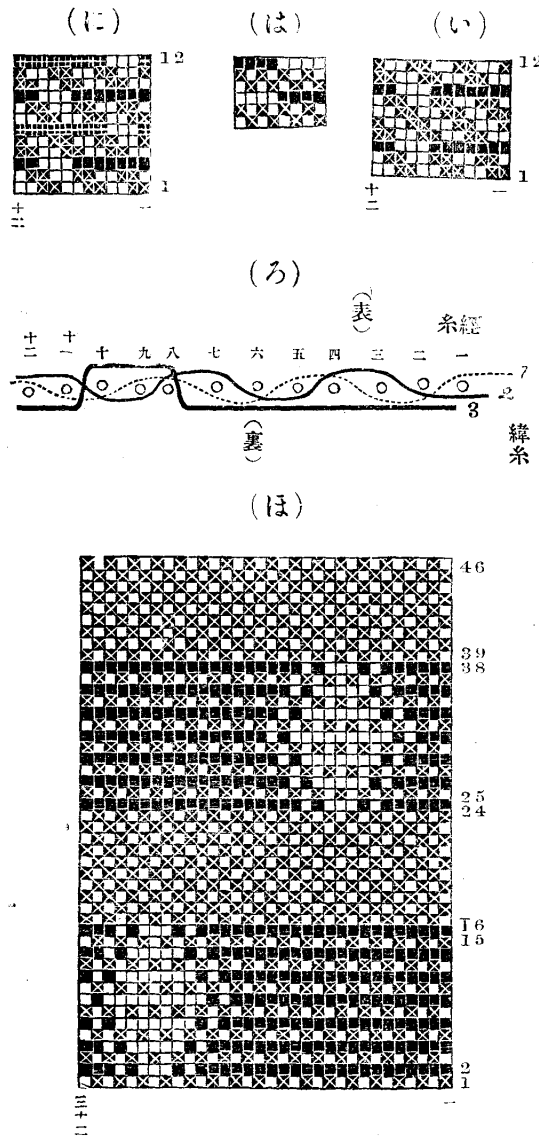 (い)
12
1
一
十二
(は)
(に)
12
1
一
十二
(ろ)
(表)
經糸
一 二 三 四 五 六 七 八 九 十 十一 十二
1
2
3
緯糸
(裏)
(ほ)
46
39
38
25
24
16
15
2
1
一
三十二